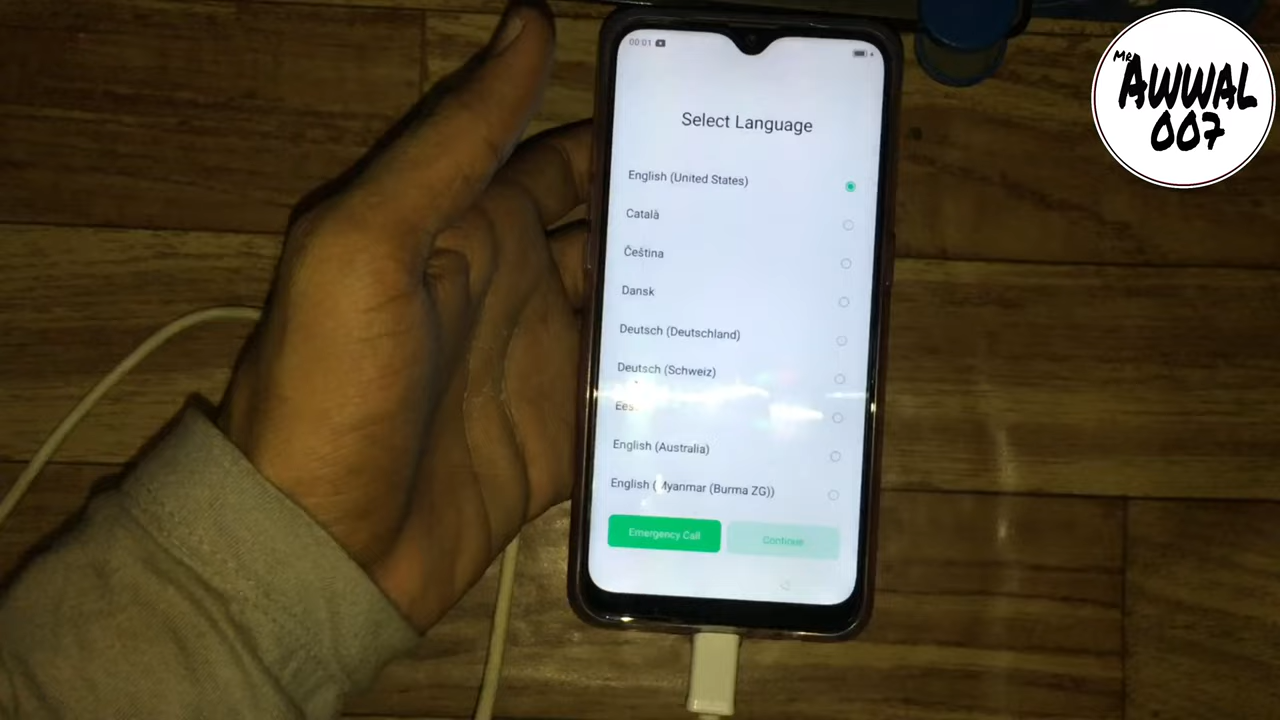 MR
AWWAL
007
00:01
Select Language
English (United States)
Català
Čeština
Dansk
Deutsch (Deutschland)
Deutsch (Schweiz)
English (Australia)
English (Myanmar (Burma ZG))
Emergency Call
Continue